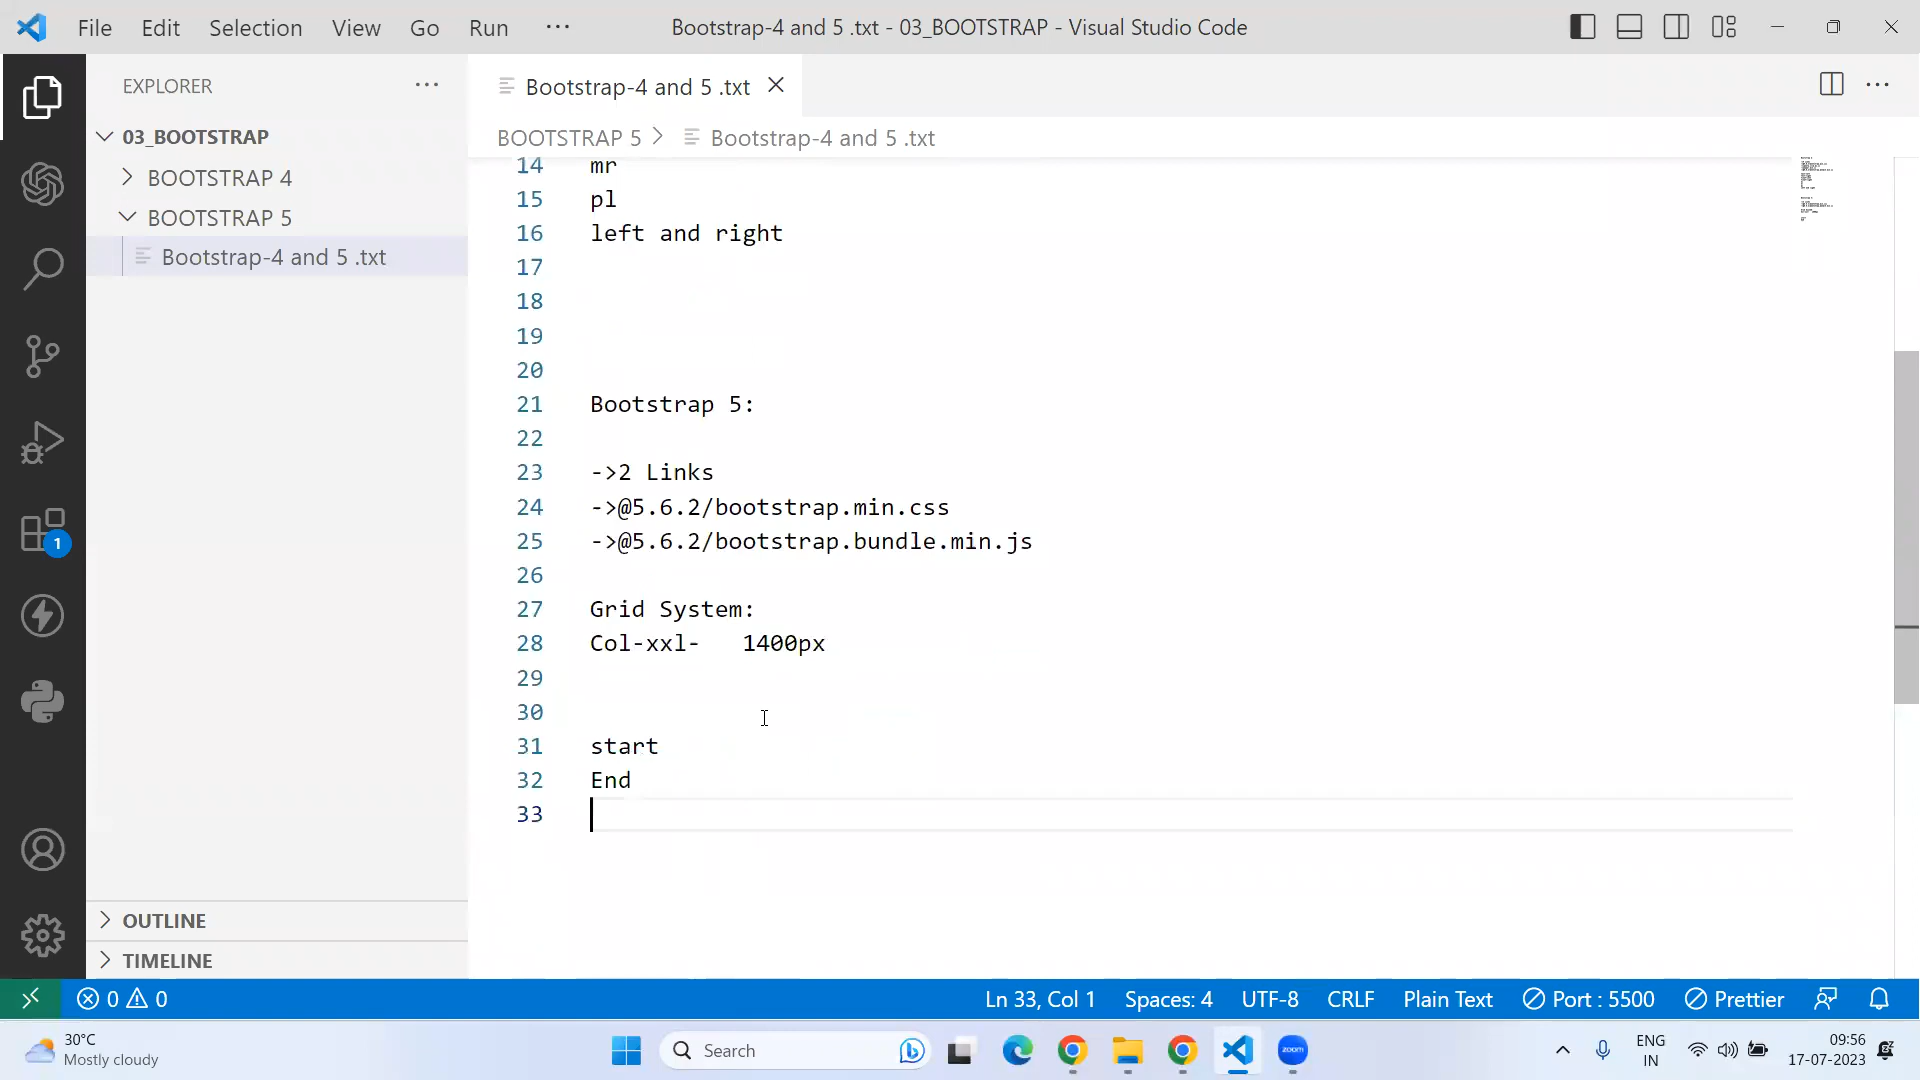 File Edit Selection View Go Run ··· Bootstrap-4 and 5 .txt - 03_BOOTSTRAP - Visual Studio Code
EXPLORER ···
03_BOOTSTRAP
BOOTSTRAP 4
BOOTSTRAP 5
Bootstrap-4 and 5 .txt
OUTLINE
TIMELINE
1
Bootstrap-4 and 5 .txt
BOOTSTRAP 5 > Bootstrap-4 and 5 .txt
14 mr
15 pl
16 left and right
17
18
19
20
21 Bootstrap 5:
22
23 ->2 Links
24 ->@5.6.2/bootstrap.min.css
25 ->@5.6.2/bootstrap.bundle.min.js
26
27 Grid System:
28 Col-xxl- 1400px
29
30
31 start
32 End
33
0 0 Ln 33, Col 1 Spaces: 4 UTF-8 CRLF Plain Text Port : 5500 Prettier
30°C
Mostly cloudy
Search
zoom
ENG
IN
09:56
17-07-2023